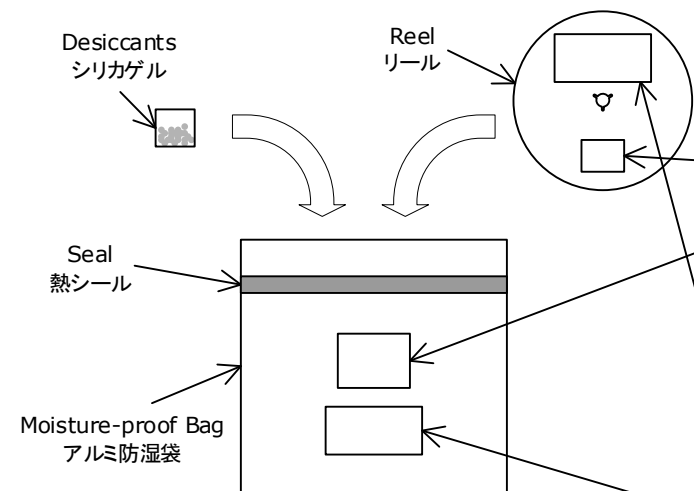 Desiccants
シリカゲル
Reel
リール
Seal
熱シール
Moisture-proof Bag
アルミ防湿袋